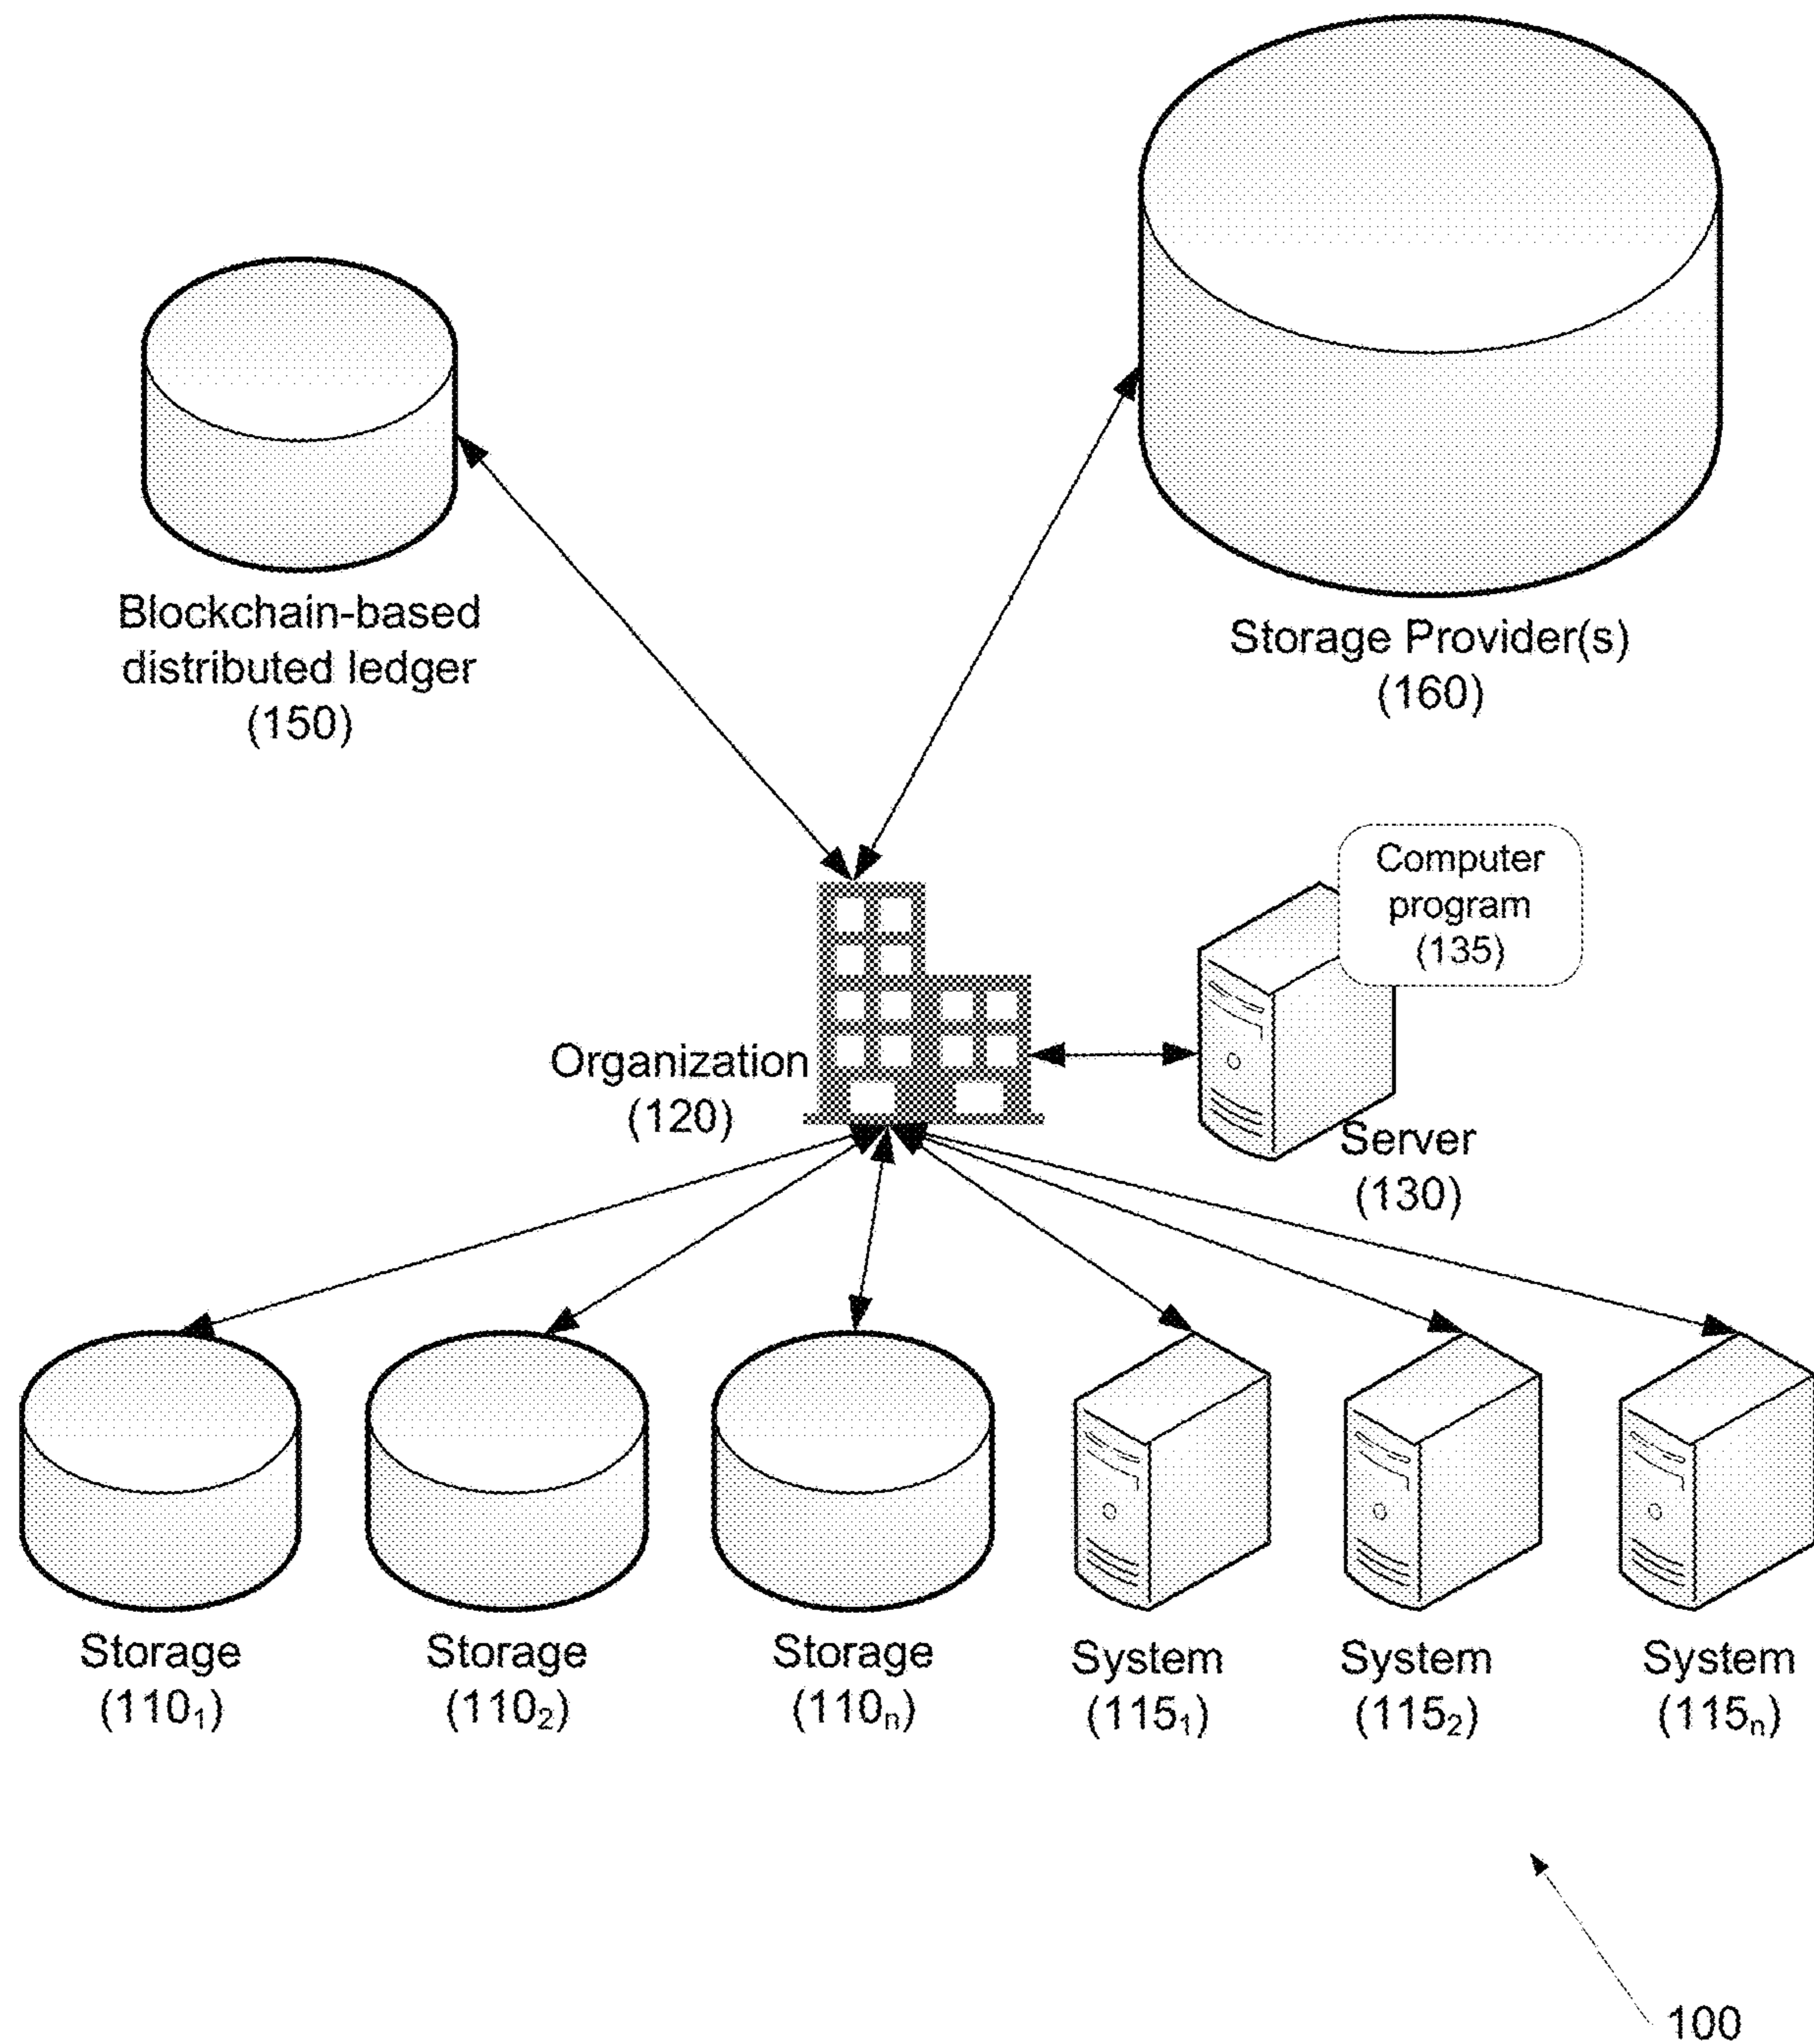 Blockchain-based
distributed ledger
(150)
Storage Provider(s)
(160)
Computer
program
(135)
Organization
(120)
Server
(130)
Storage
(110₁)
Storage
(110₂)
Storage
(110ₙ)
System
(115₁)
System
(115₂)
System
(115ₙ)
100